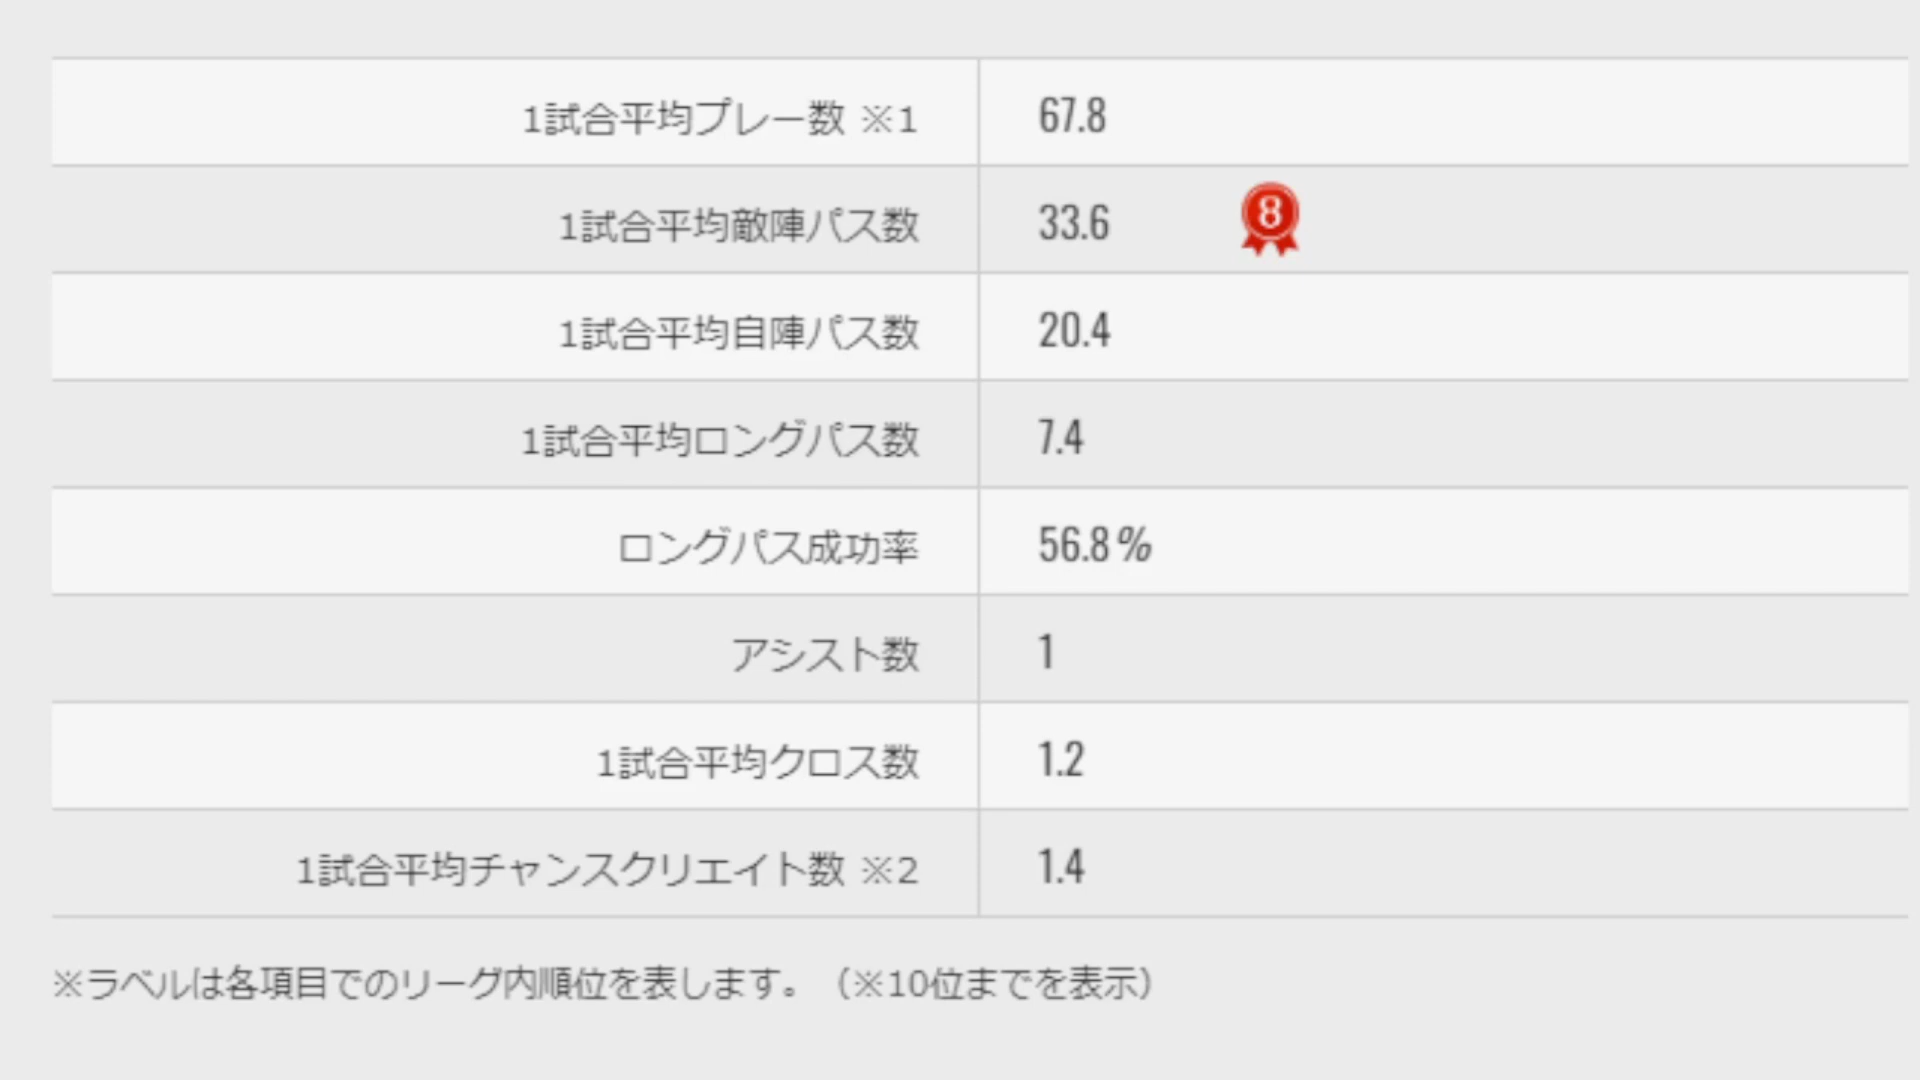 1試合平均プレー数 ※1 67.8
1試合平均敵陣パス数 33.6 8
1試合平均自陣パス数 20.4
1試合平均ロングパス数 7.4
ロングパス成功率 56.8%
アシスト数 1
1試合平均クロス数 1.2
1試合平均チャンスクリエイト数 ※2 1.4
※ラベルは各項目でのリーグ内順位を表します。（※10位までを表示）